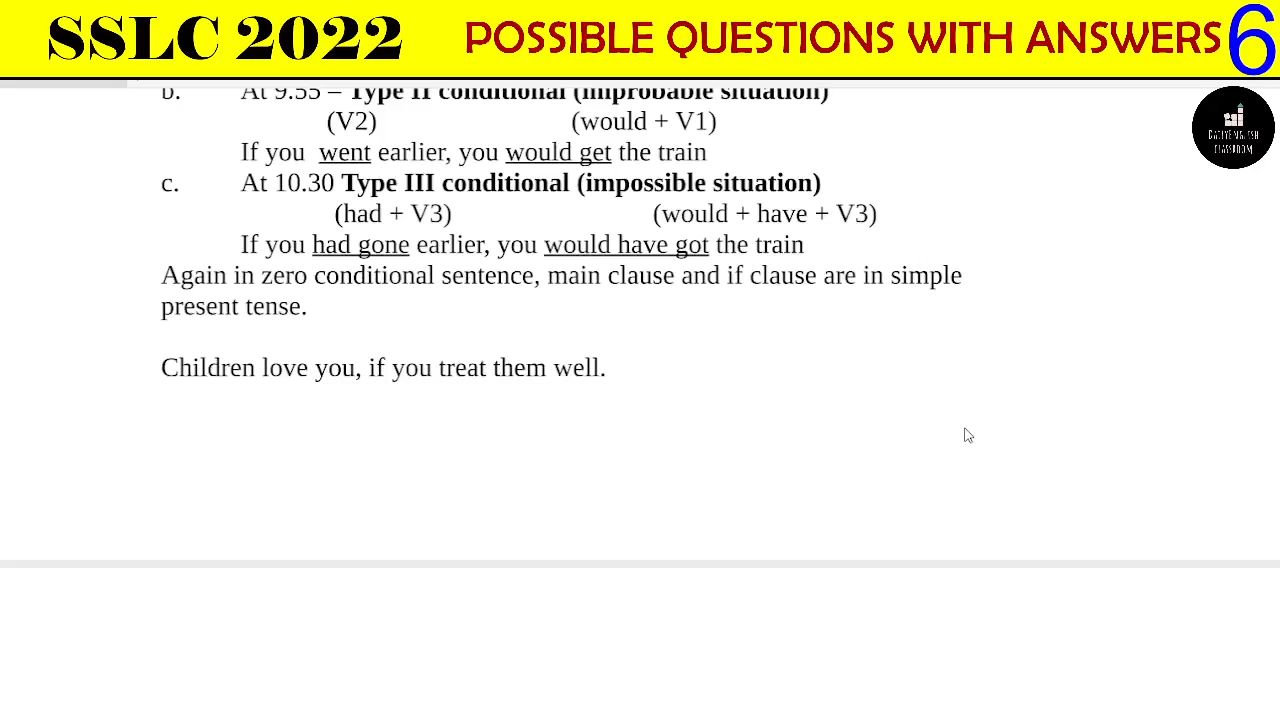 SSLC 2022 POSSIBLE QUESTIONS WITH ANSWERS 6
b. At 9.55 – Type II conditional (improbable situation)
(V2) (would + V1)
If you went earlier, you would get the train
c. At 10.30 Type III conditional (impossible situation)
(had + V3) (would + have + V3)
If you had gone earlier, you would have got the train
Again in zero conditional sentence, main clause and if clause are in simple
present tense.
Children love you, if you treat them well.
DAILYENGLISH
CLASSROOM